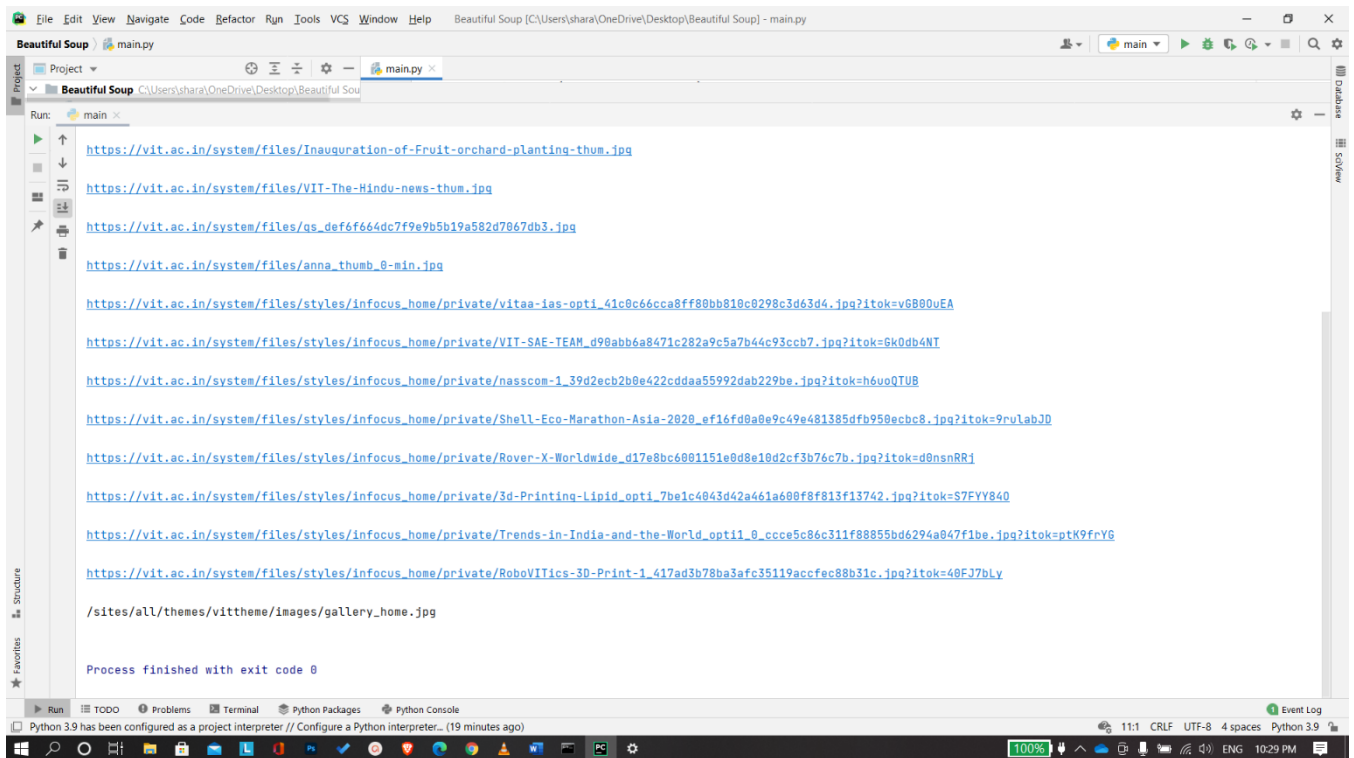 File Edit View Navigate Code Refactor Run Tools VCS Window Help Beautiful Soup [C:\Users\shara\OneDrive\Desktop\Beautiful Soup] - main.py
Beautiful Soup main.py main
Project main.py
Beautiful Soup C:\Users\shara\OneDrive\Desktop\Beautiful Sou
Run: main
https://vit.ac.in/system/files/Inauguration-of-Fruit-orchard-planting-thum.jpg
https://vit.ac.in/system/files/VIT-The-Hindu-news-thum.jpg
https://vit.ac.in/system/files/qs_def6f664dc7f9e9b5b19a582d7067db3.jpg
https://vit.ac.in/system/files/anna_thumb_0-min.jpg
https://vit.ac.in/system/files/styles/infocus_home/private/vitaa-ias-opti_41c0c66cca8ff80bb810c0298c3d63d4.jpg?itok=vGB0OuEA
https://vit.ac.in/system/files/styles/infocus_home/private/VIT-SAE-TEAM_d90abb6a8471c282a9c5a7b44c93ccb7.jpg?itok=GkOdb4NT
https://vit.ac.in/system/files/styles/infocus_home/private/nasscom-1_39d2ecb2b0e422cddaa55992dab229be.jpg?itok=h6uoQTUB
https://vit.ac.in/system/files/styles/infocus_home/private/Shell-Eco-Marathon-Asia-2020_ef16fd0a0e9c49e481385dfb950ecbc8.jpg?itok=9rulabJD
https://vit.ac.in/system/files/styles/infocus_home/private/Rover-X-Worldwide_d17e8bc6001151e0d8e10d2cf3b76c7b.jpg?itok=d0nsnRRj
https://vit.ac.in/system/files/styles/infocus_home/private/3d-Printing-Lipid_opti_7be1c4043d42a461a600f8f813f13742.jpg?itok=S7FYY84O
https://vit.ac.in/system/files/styles/infocus_home/private/Trends-in-India-and-the-World_opti1_0_ccce5c86c311f88855bd6294a047f1be.jpg?itok=ptK9frYG
https://vit.ac.in/system/files/styles/infocus_home/private/RoboVITics-3D-Print-1_417ad3b78ba3afc35119accfec88b31c.jpg?itok=40FJ7bLy
/sites/all/themes/vittheme/images/gallery_home.jpg
Process finished with exit code 0
Project
Structure
Favorites
Database
SciView
Run TODO Problems Terminal Python Packages Python Console 1 Event Log
Python 3.9 has been configured as a project interpreter // Configure a Python interpreter... (19 minutes ago) 11:1 CRLF UTF-8 4 spaces Python 3.9
100% ENG 10:29 PM